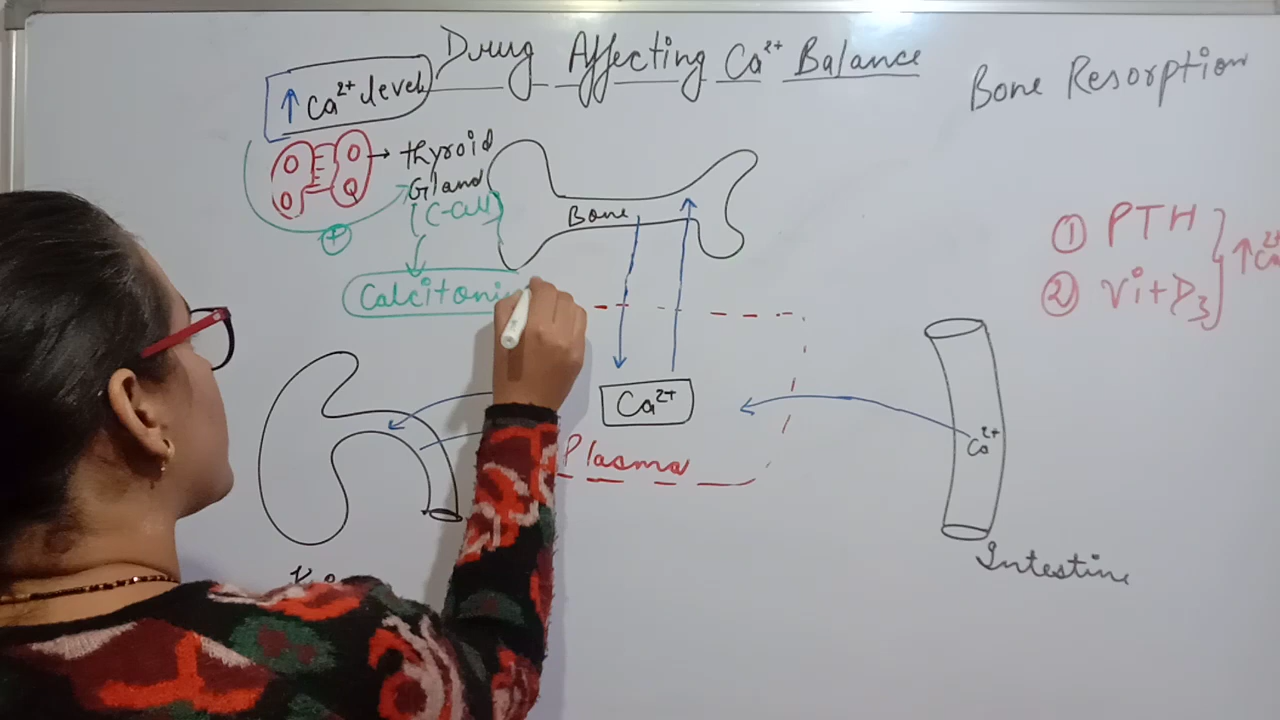 Drug Affecting Ca²⁺ Balance
↑ Ca²⁺ level
Bone Resorption
→ thyroid
Gland
(C-Cell)
+
Calcitonin
Bone
① PTH
② Vit D₃
↑ Ca²⁺
Ca²⁺
Plasma
Ca²⁺
Intestine